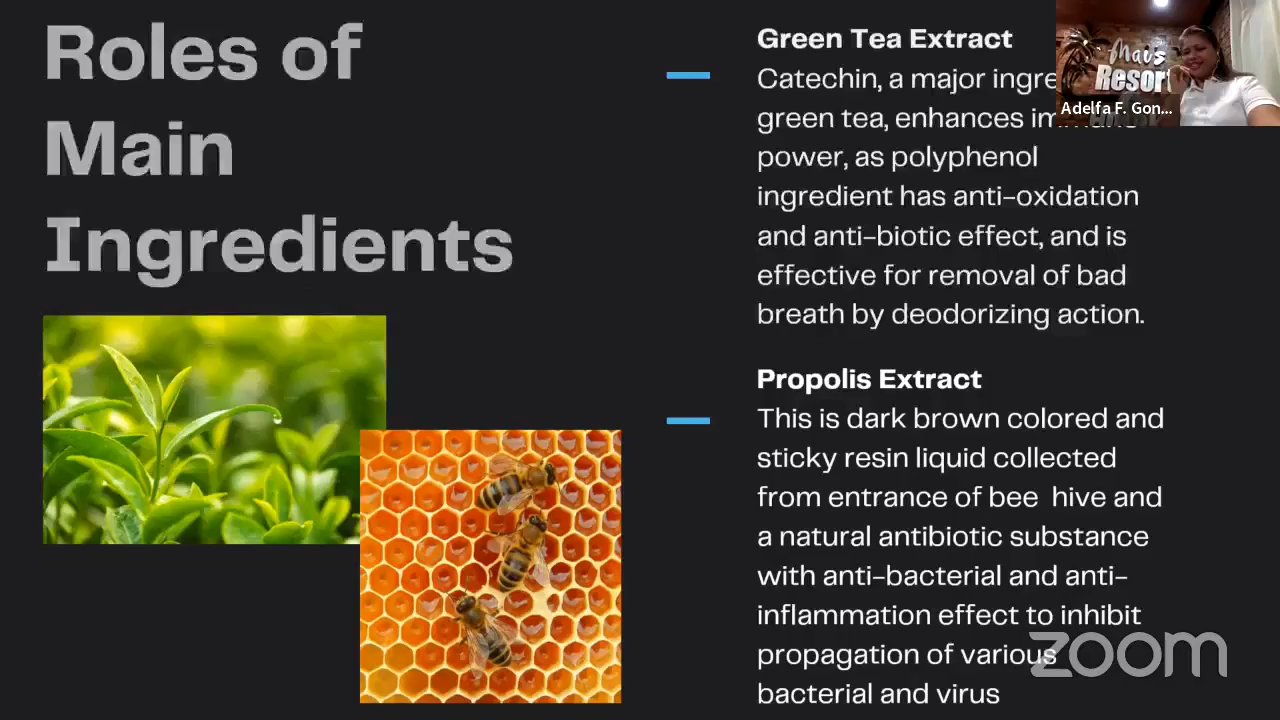 Roles of
Main
Ingredients
Green Tea Extract
Catechin, a major
green tea, enhances
power, as polyphenol
ingredient has anti-oxidation
and anti-biotic effect, and is
effective for removal of bad
breath by deodorizing action.
Propolis Extract
This is dark brown colored and
sticky resin liquid collected
from entrance of bee hive and
a natural antibiotic substance
with anti-bacterial and anti-
inflammation effect to inhibit
propagation of various
bacterial and virus
Mai's
Resort
Adelfa F. Gon...
zoom